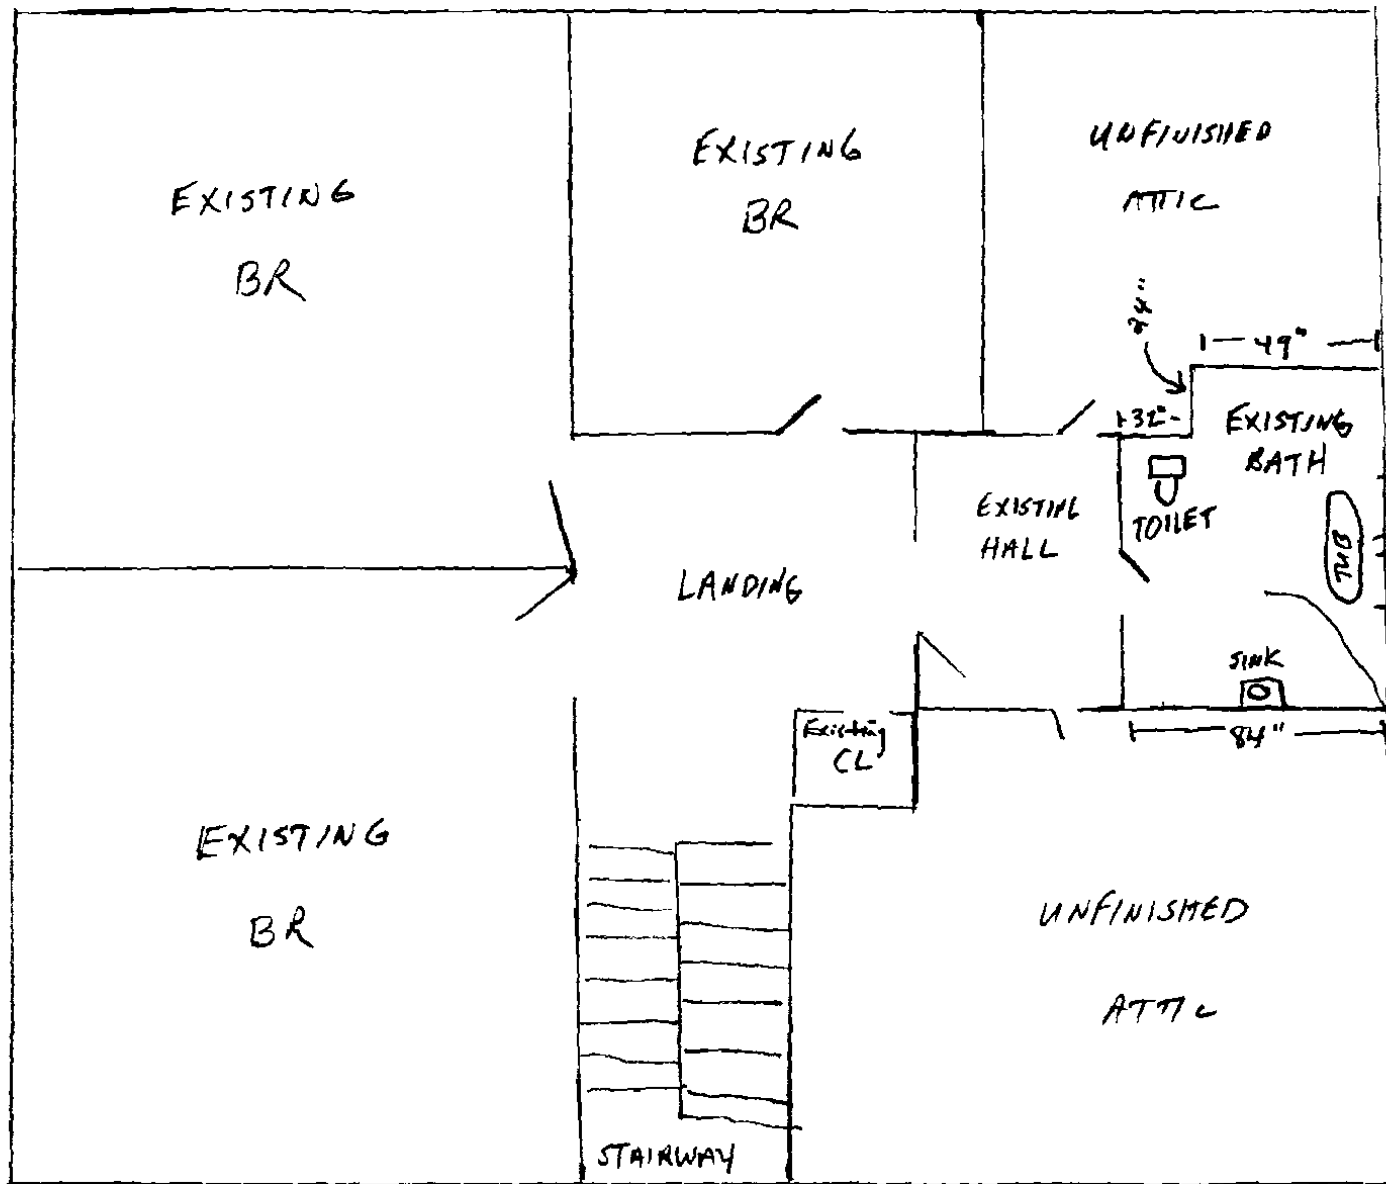 EXISTING
BR
EXISTING
BR
UNFINISHED
ATTIC
24"
49"
32"
EXISTING
BATH
TOILET
TUB
EXISTING
HALL
LANDING
SINK
84"
Existing
CL
EXISTING
BR
UNFINISHED
ATTIC
STAIRWAY